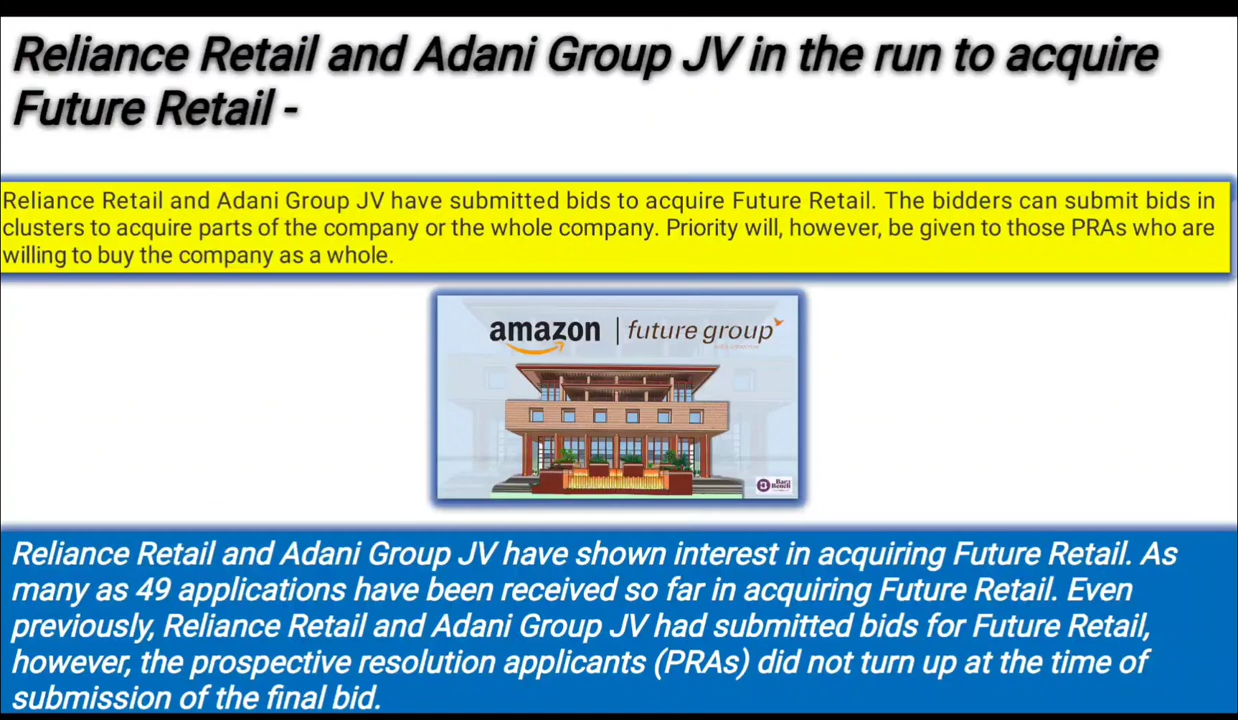 Reliance Retail and Adani Group JV in the run to acquire
Future Retail -
Reliance Retail and Adani Group JV have submitted bids to acquire Future Retail. The bidders can submit bids in
clusters to acquire parts of the company or the whole company. Priority will, however, be given to those PRAs who are
willing to buy the company as a whole.
amazon | future group
Bar &
Bench
Reliance Retail and Adani Group JV have shown interest in acquiring Future Retail. As
many as 49 applications have been received so far in acquiring Future Retail. Even
previously, Reliance Retail and Adani Group JV had submitted bids for Future Retail,
however, the prospective resolution applicants (PRAs) did not turn up at the time of
submission of the final bid.